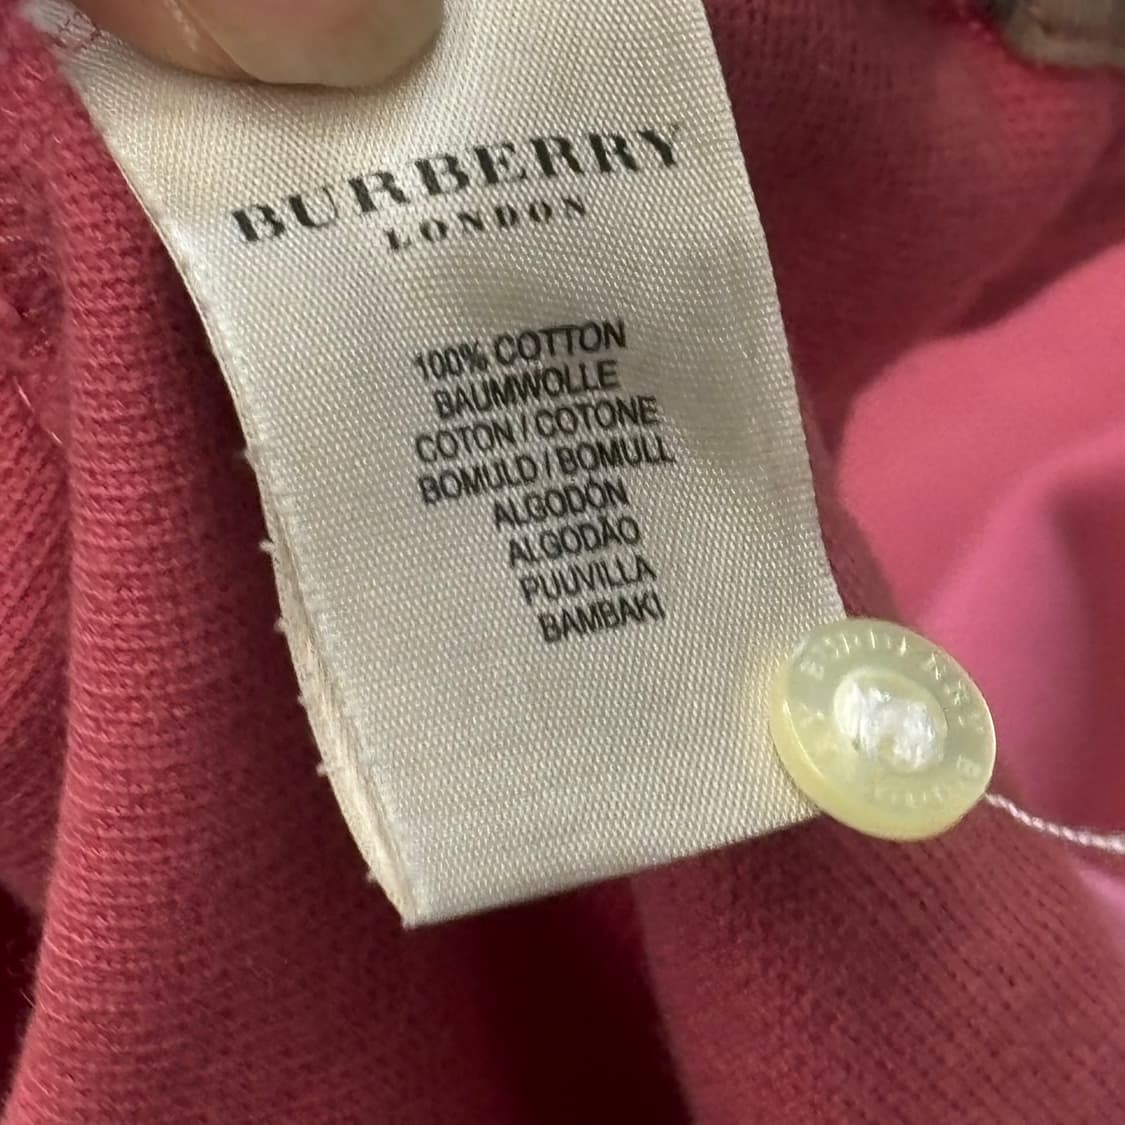 BURBERRY
LONDON
100% COTTON
BAUMWOLLE
COTON / COTONE
BOMULD / BOMULL
ALGODÓN
ALGODÃO
PUUVILLA
BAMBAKI